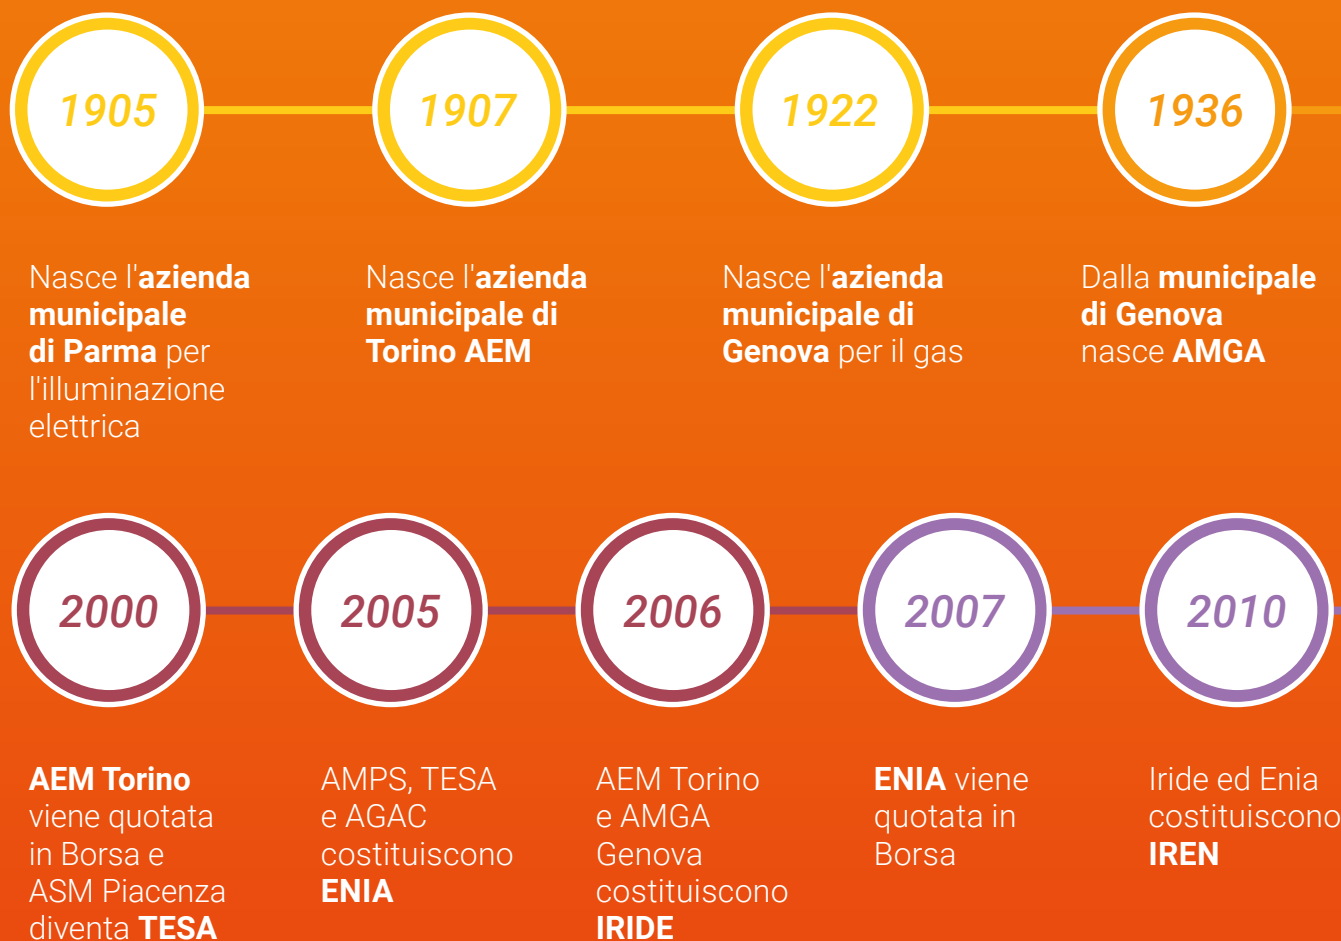 1905
1907
1922
1936
Nasce l'azienda
municipale
di Parma per
l'illuminazione
elettrica
Nasce l'azienda
municipale di
Torino AEM
Nasce l'azienda
municipale di
Genova per il gas
Dalla municipale
di Genova
nasce AMGA
2000
2005
2006
2007
2010
AEM Torino
viene quotata
in Borsa e
ASM Piacenza
diventa TESA
AMPS, TESA
e AGAC
costituiscono
ENIA
AEM Torino
e AMGA
Genova
costituiscono
IRIDE
ENIA viene
quotata in
Borsa
Iride ed Enia
costituiscono
IREN